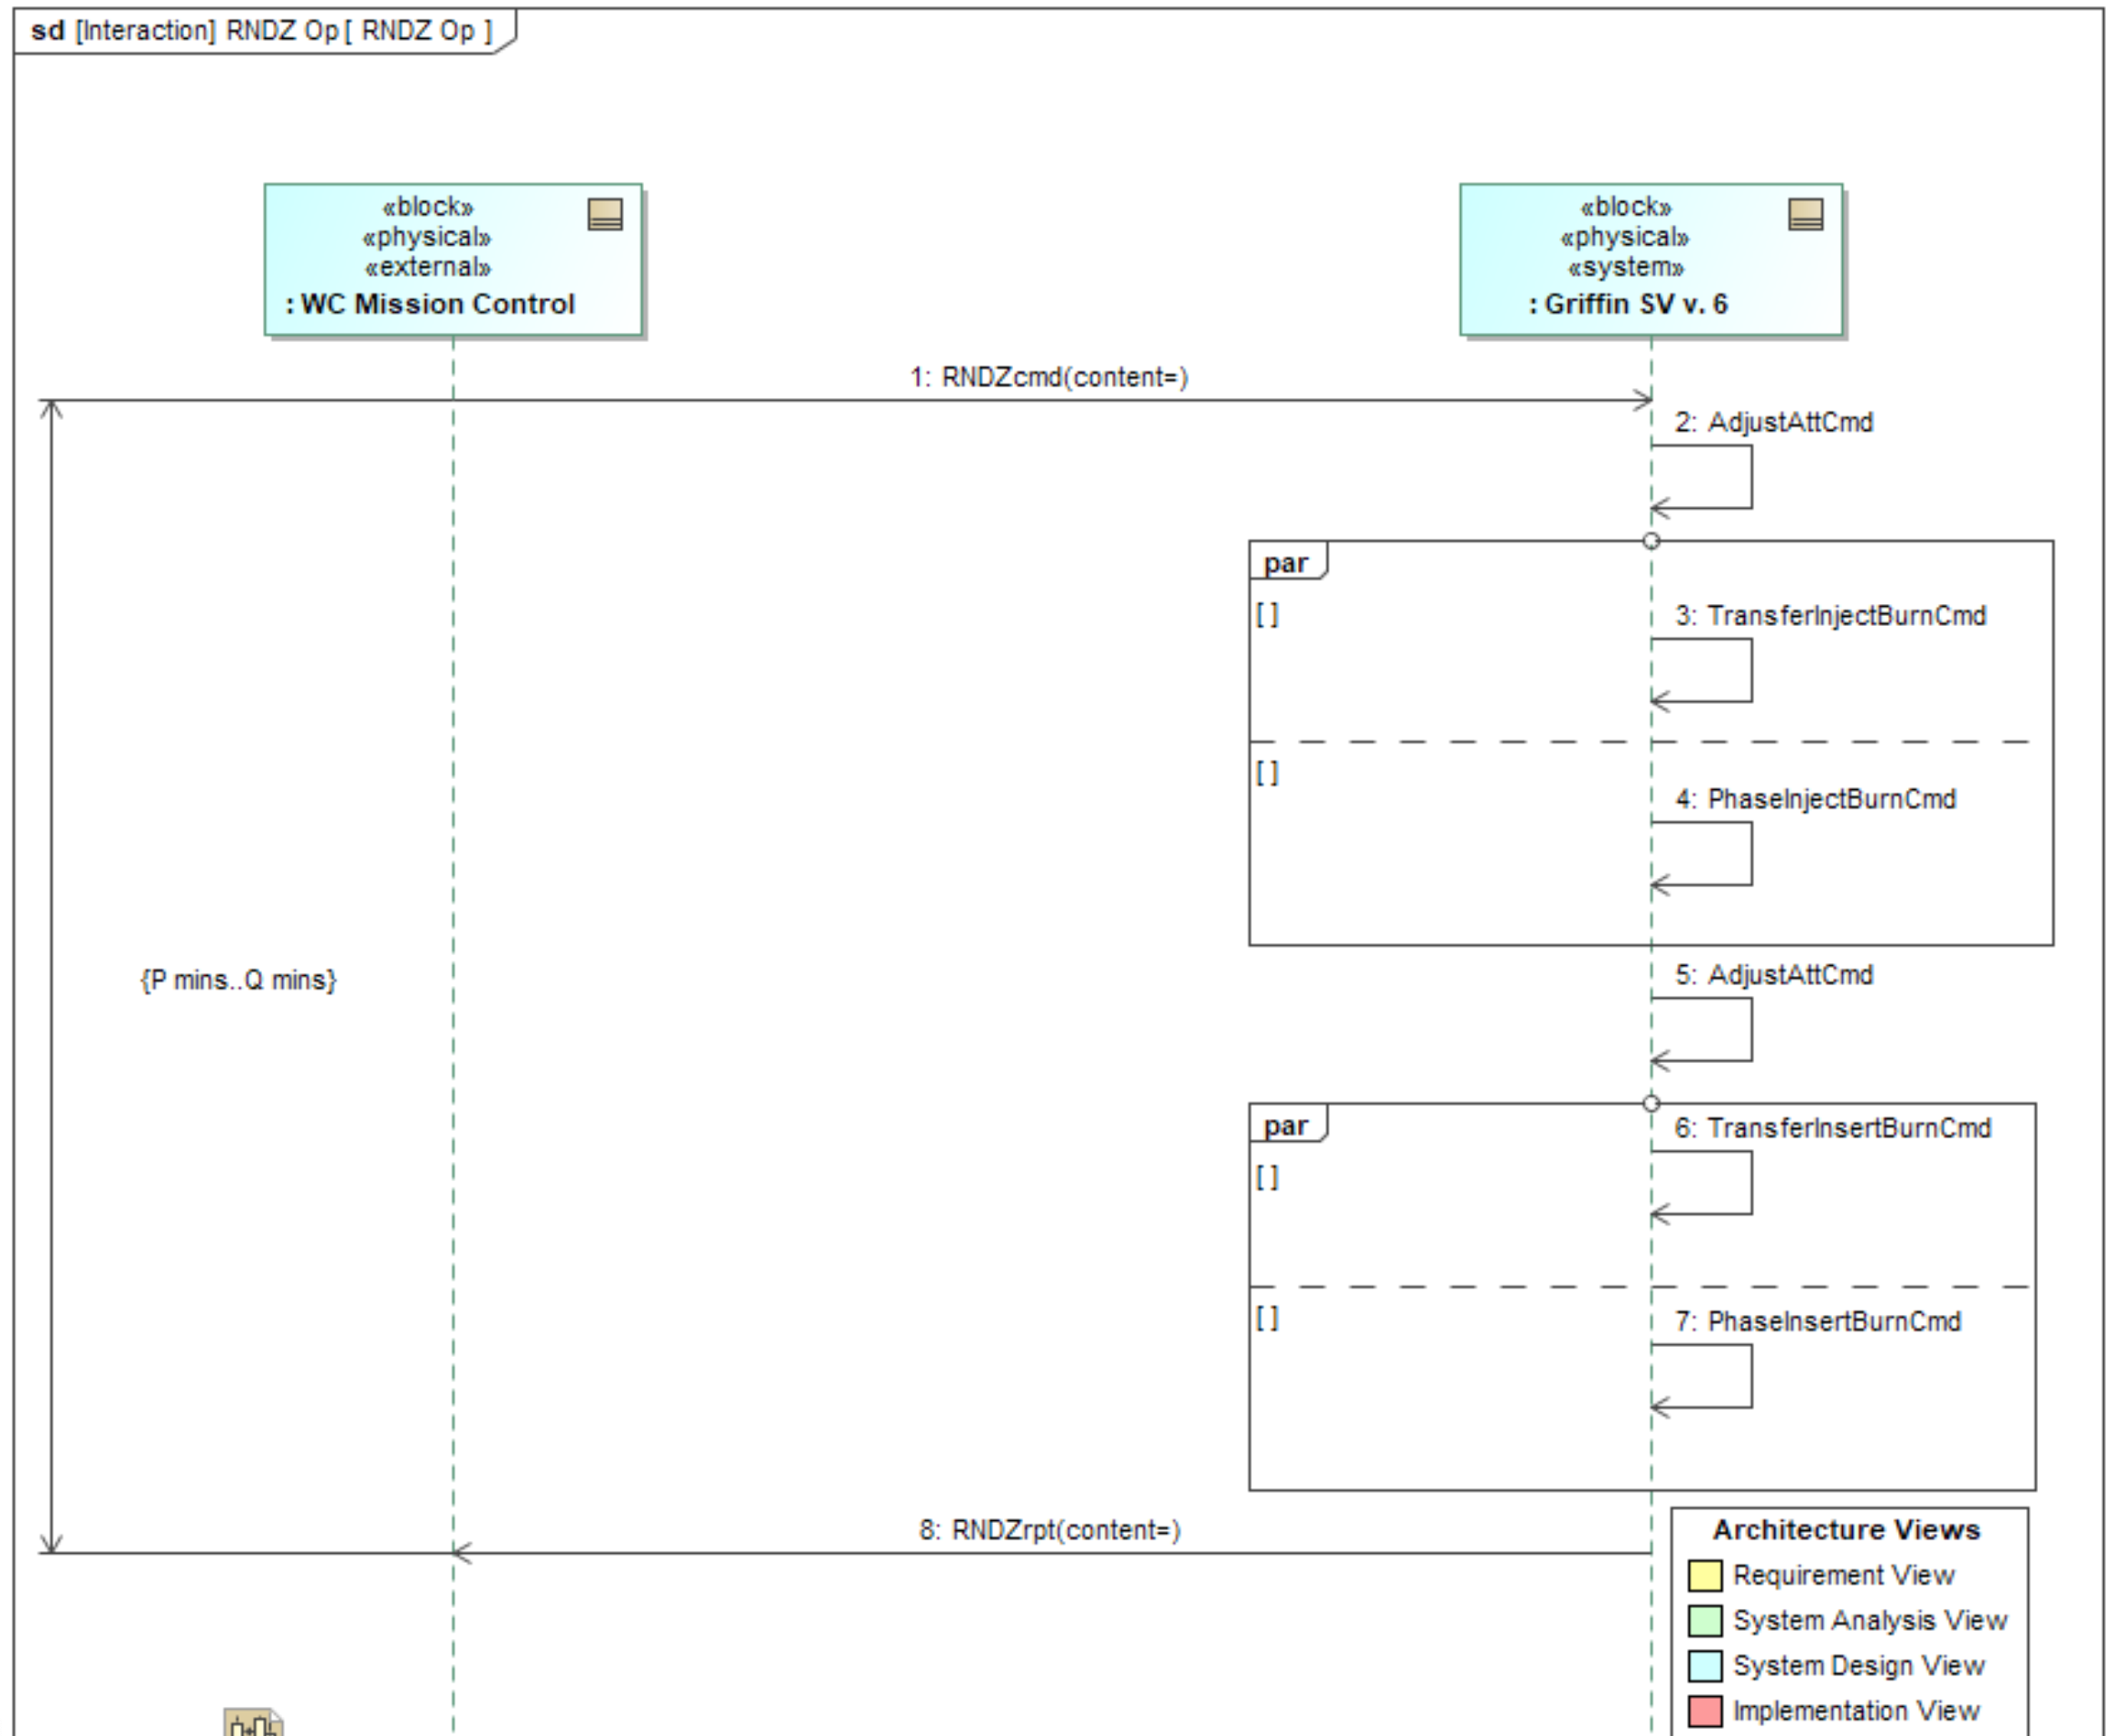 sd [Interaction] RNDZ Op [ RNDZ Op ]
«block»
«physical»
«external»
: WC Mission Control
«block»
«physical»
«system»
: Griffin SV v. 6
1: RNDZcmd(content=)
2: AdjustAttCmd
par
[ ]
3: TransferInjectBurnCmd
[ ]
4: PhaseInjectBurnCmd
{P mins..Q mins}
5: AdjustAttCmd
par
6: TransferInsertBurnCmd
[ ]
[ ]
7: PhaseInsertBurnCmd
8: RNDZrpt(content=)
Architecture Views
Requirement View
System Analysis View
System Design View
Implementation View